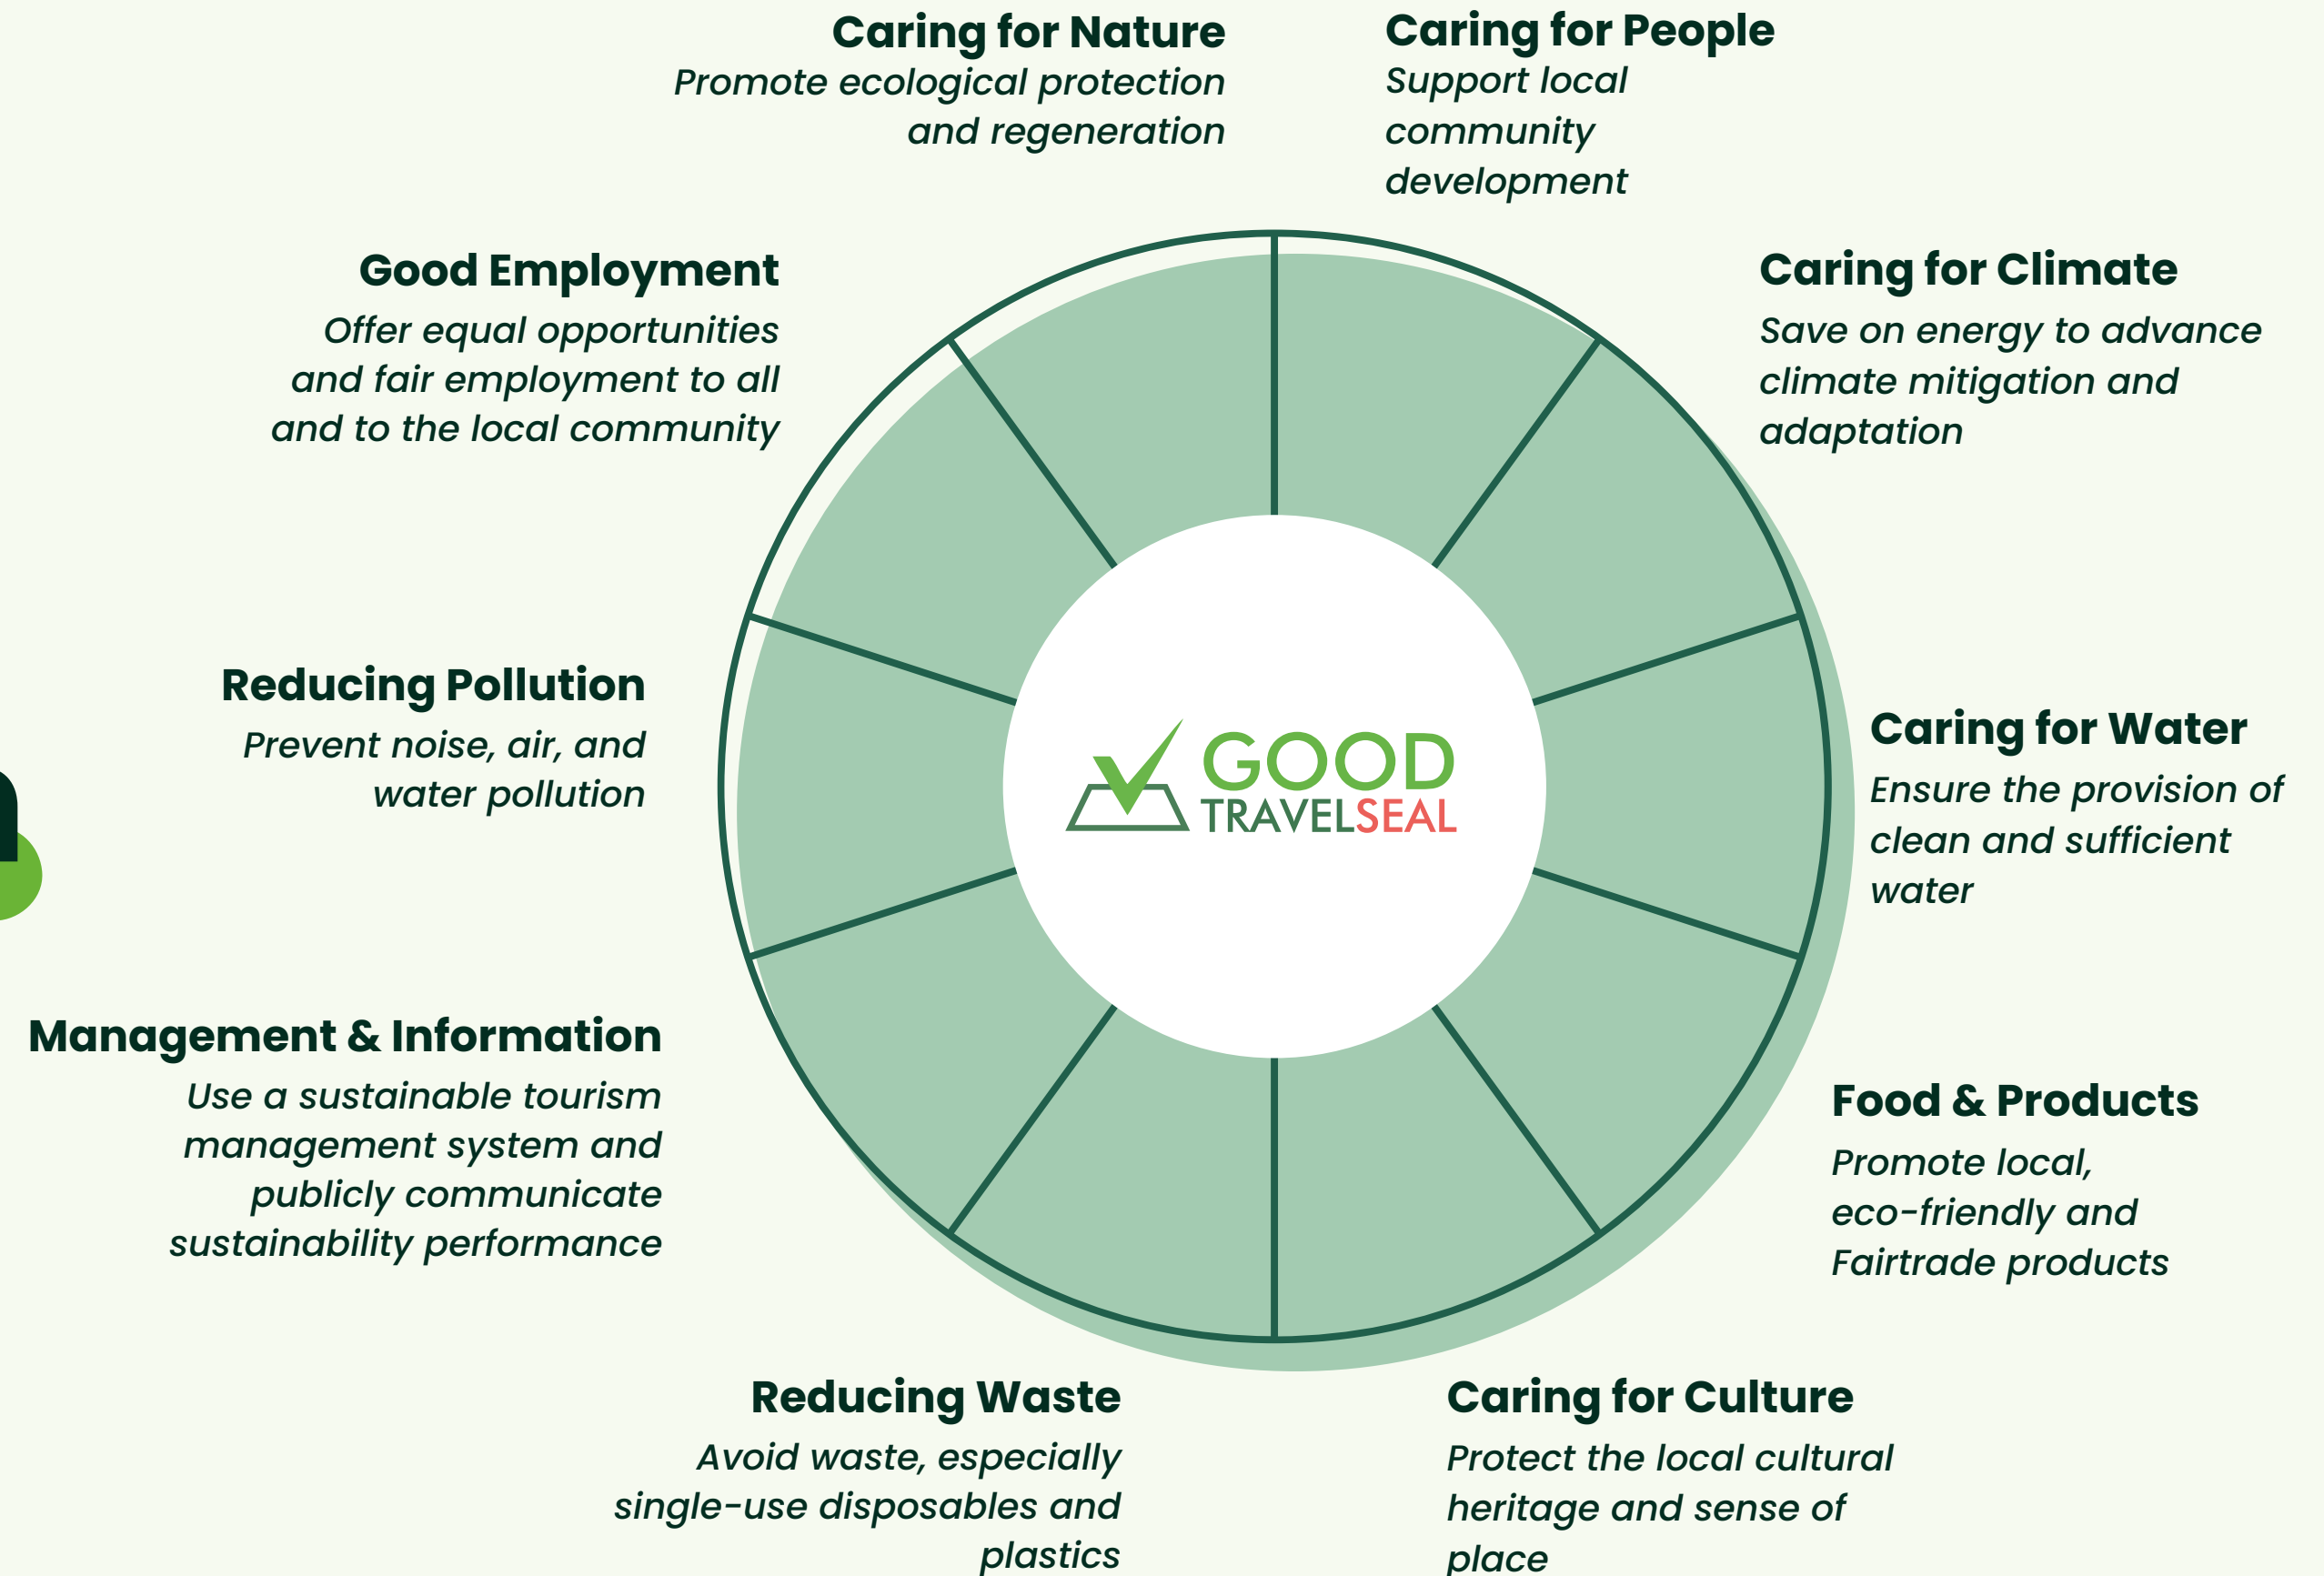 Caring for Nature
Promote ecological protection
and regeneration
Caring for People
Support local
community
development
Good Employment
Offer equal opportunities
and fair employment to all
and to the local community
Caring for Climate
Save on energy to advance
climate mitigation and
adaptation
Reducing Pollution
Prevent noise, air, and
water pollution
GOOD
TRAVELSEAL
Caring for Water
Ensure the provision of
clean and sufficient
water
Management & Information
Use a sustainable tourism
management system and
publicly communicate
sustainability performance
Food & Products
Promote local,
eco-friendly and
Fairtrade products
Reducing Waste
Avoid waste, especially
single-use disposables and
plastics
Caring for Culture
Protect the local cultural
heritage and sense of
place